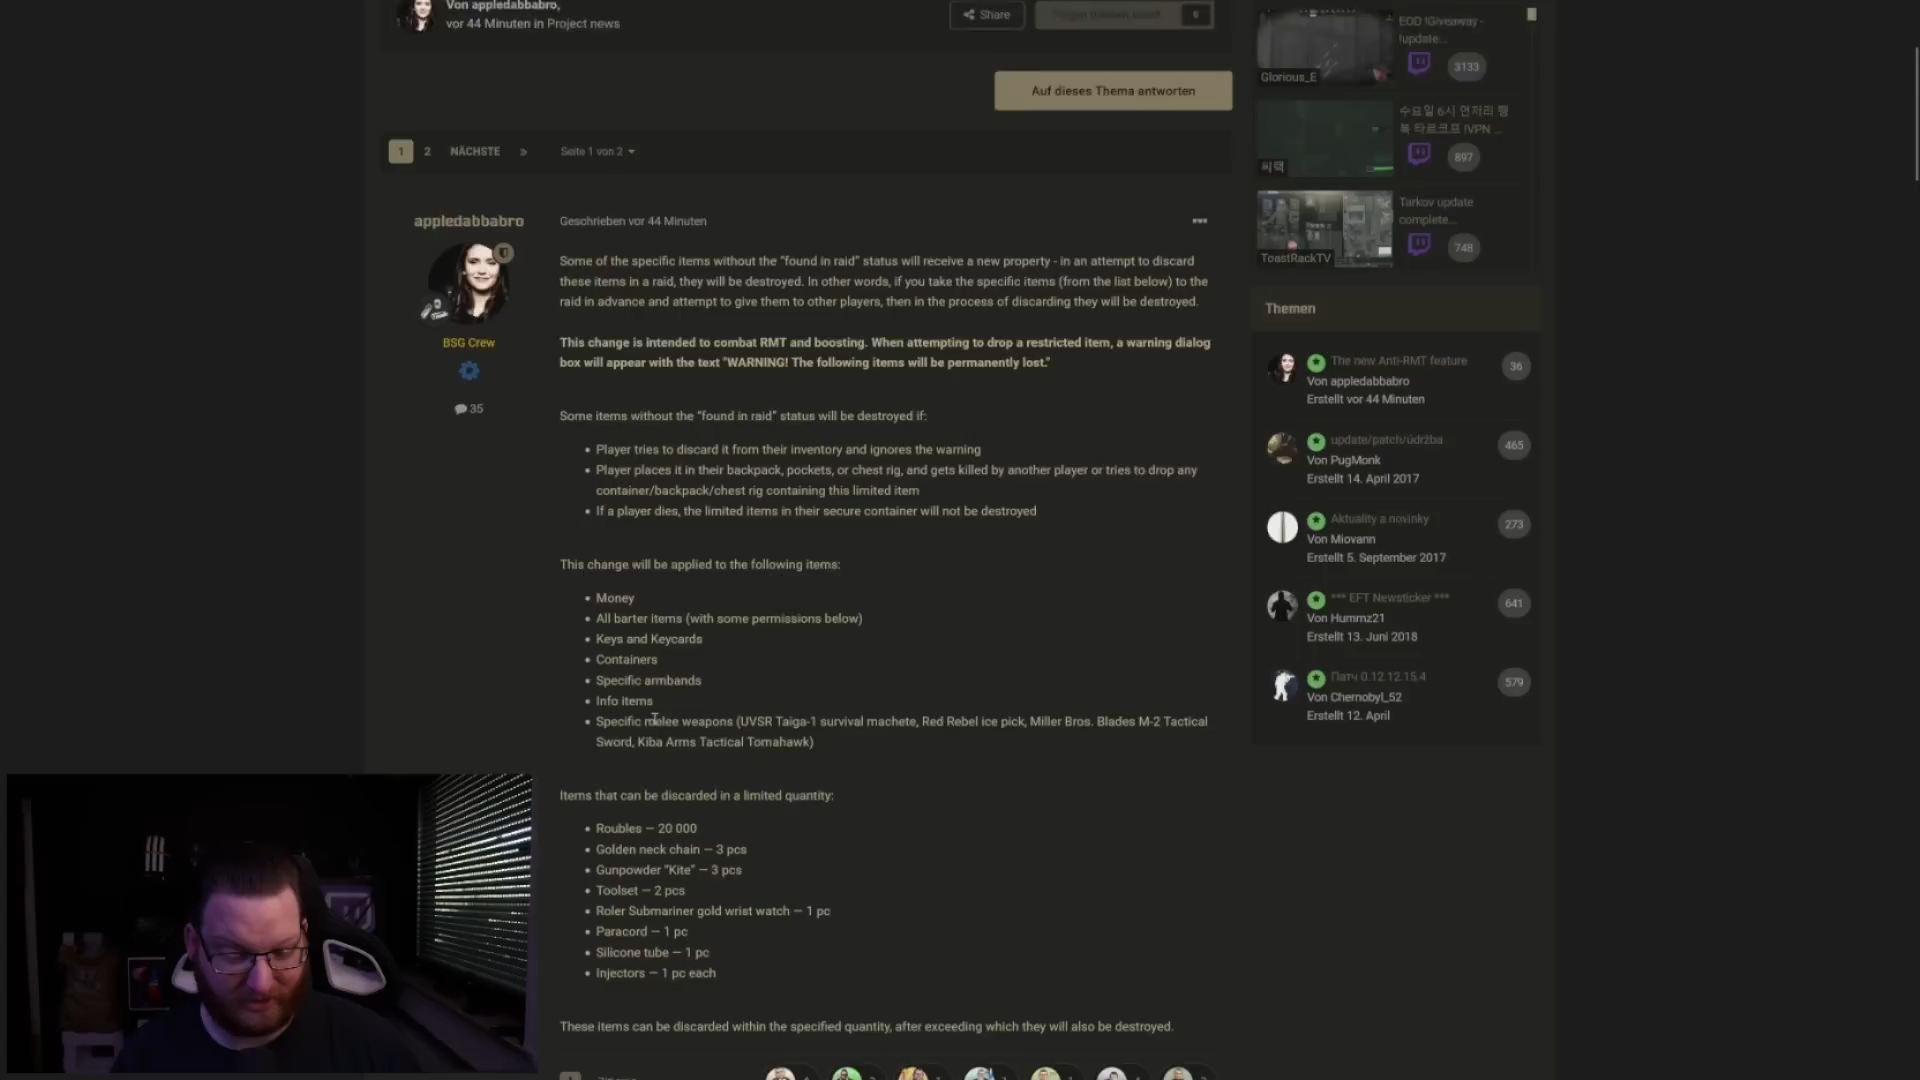 Von appledabbabro,
vor 44 Minuten in Project news
Share
0
Auf dieses Thema antworten
1 2 NÄCHSTE » Seite 1 von 2
appledabbabro
BSG Crew
35
Geschrieben vor 44 Minuten
Some of the specific items without the "found in raid" status will receive a new property - in an attempt to discard
these items in a raid, they will be destroyed. In other words, if you take the specific items (from the list below) to the
raid in advance and attempt to give them to other players, then in the process of discarding they will be destroyed.
This change is intended to combat RMT and boosting. When attempting to drop a restricted item, a warning dialog
box will appear with the text "WARNING! The following items will be permanently lost."
Some items without the "found in raid" status will be destroyed if:
• Player tries to discard it from their inventory and ignores the warning
• Player places it in their backpack, pockets, or chest rig, and gets killed by another player or tries to drop any
container/backpack/chest rig containing this limited item
• If a player dies, the limited items in their secure container will not be destroyed
This change will be applied to the following items:
• Money
• All barter items (with some permissions below)
• Keys and Keycards
• Containers
• Specific armbands
• Info items
• Specific melee weapons (UVSR Taiga-1 survival machete, Red Rebel ice pick, Miller Bros. Blades M-2 Tactical
Sword, Kiba Arms Tactical Tomahawk)
Items that can be discarded in a limited quantity:
• Roubles — 20 000
• Golden neck chain — 3 pcs
• Gunpowder "Kite" — 3 pcs
• Toolset — 2 pcs
• Roler Submariner gold wrist watch — 1 pc
• Paracord — 1 pc
• Silicone tube — 1 pc
• Injectors — 1 pc each
These items can be discarded within the specified quantity, after exceeding which they will also be destroyed.
EOD !Giveaway -
!update...
3133
Glorious_E
897
씨랙
Tarkov update
complete...
748
ToastRackTV
Themen
The new Anti-RMT feature
Von appledabbabro
Erstellt vor 44 Minuten
36
update/patch/údržba
Von PugMonk
Erstellt 14. April 2017
465
Aktuality a novinky
Von Miovann
Erstellt 5. September 2017
273
*** EFT Newsticker ***
Von Hummz21
Erstellt 13. Juni 2018
641
Патч 0.12.12.15.4
Von Chernobyl_52
Erstellt 12. April
579